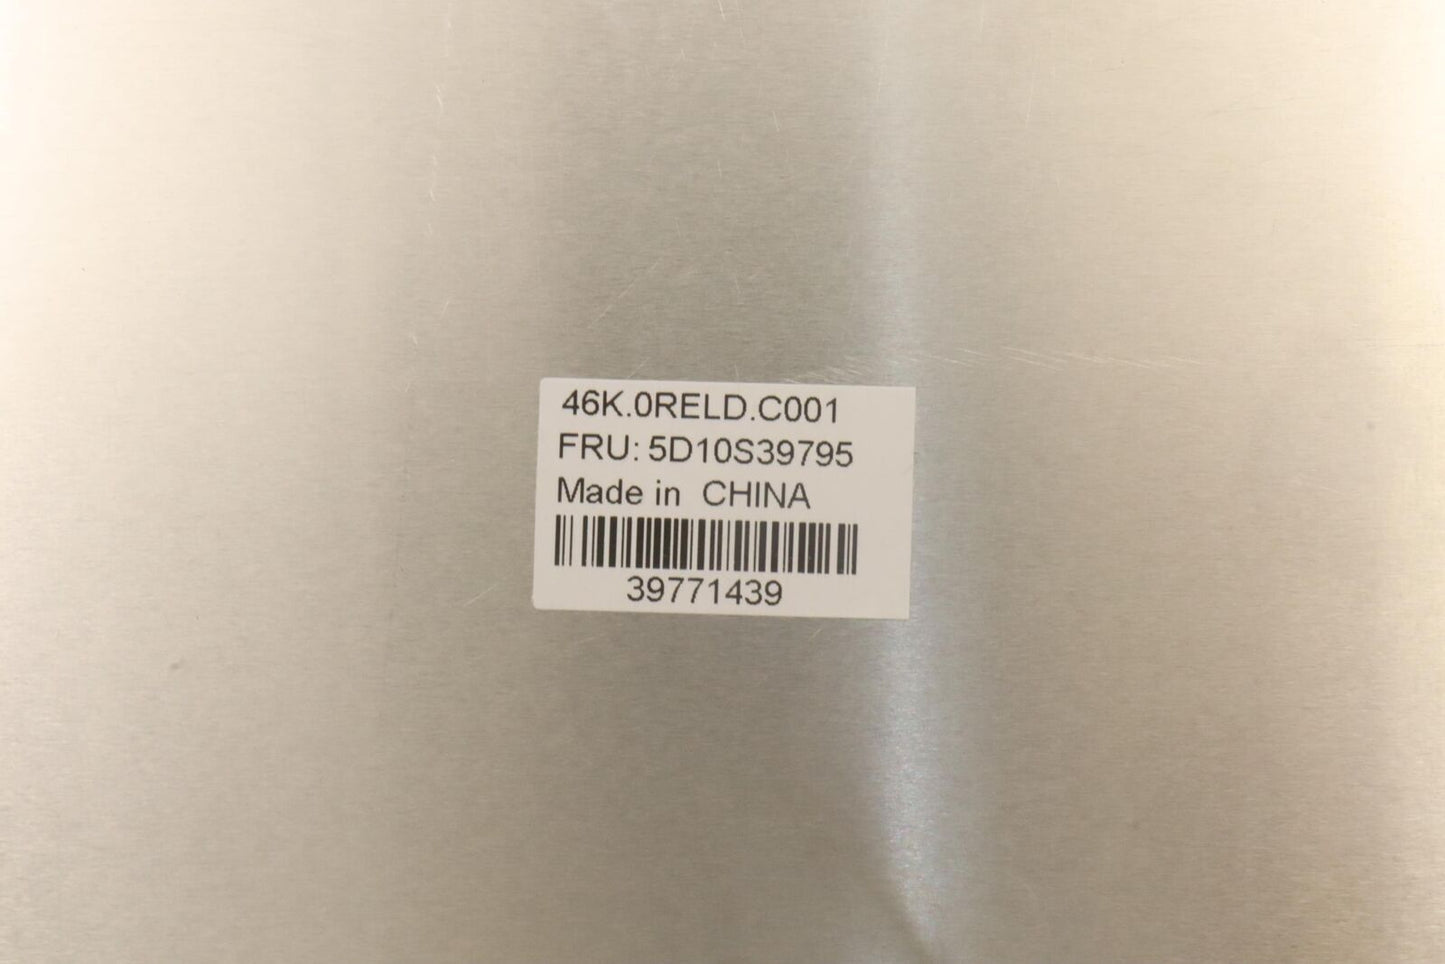 46K.0RELD.C001
FRU: 5D10S39795
Made in CHINA
39771439